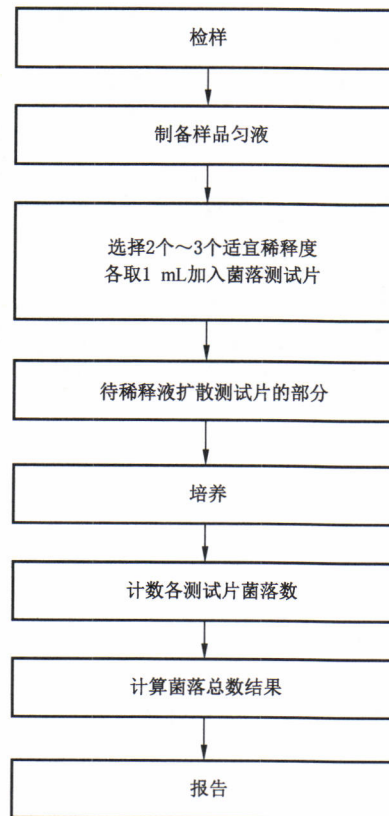 检样
制备样品匀液
选择2个～3个适宜稀释度
各取1 mL加入菌落测试片
待稀释液扩散测试片的部分
培养
计数各测试片菌落数
计算菌落总数结果
报告